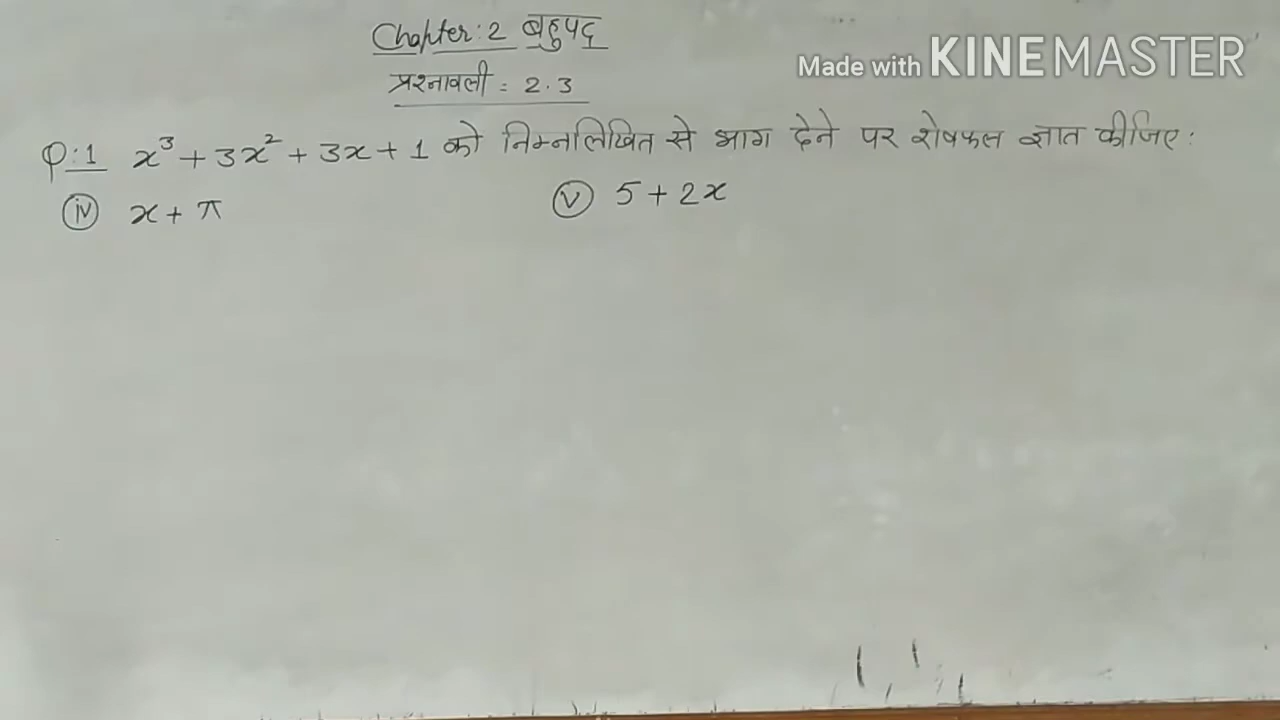 Chapter: 2 बहुपद
Made with KINEMASTER
प्रश्नावली : 2.3
Q:1 x³ + 3x² + 3x + 1 को निम्नलिखित से भाग देने पर शेषफल ज्ञात कीजिए:
(iv) x + π (v) 5 + 2x